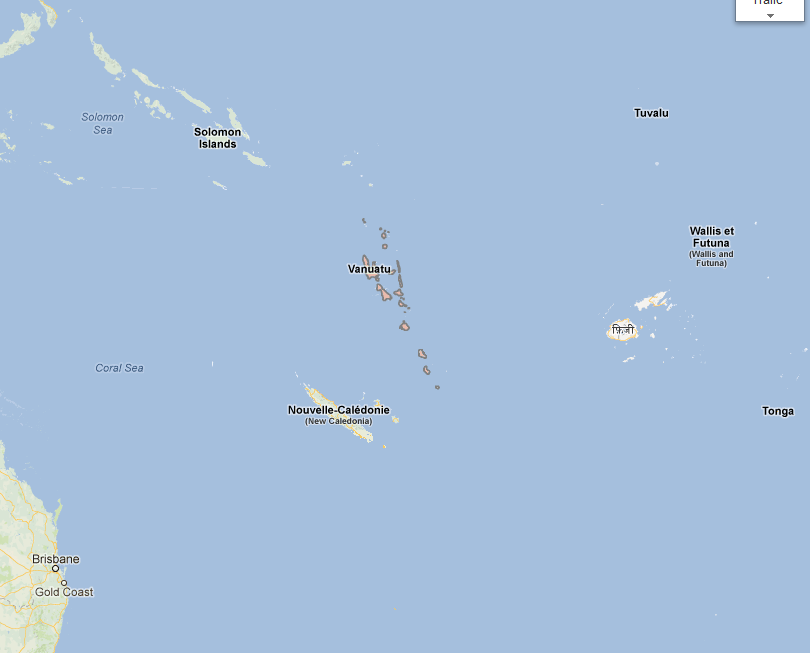 Trafic
Tuvalu
Solomon
Sea
Solomon
Islands
Wallis et
Futuna
(Wallis and
Futuna)
Vanuatu
फ़िजी
Coral Sea
Nouvelle-Calédonie
(New Caledonia)
Tonga
Brisbane
Gold Coast